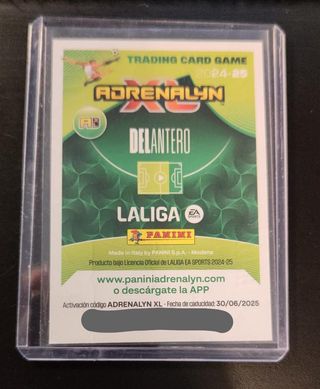 TRADING CARD GAME
2024-25
ADRENALYN
XL
DELANTERO
LALIGA EA SPORTS
PANINI
Made in Italy by PANINI S.p.A. - Modena
Producto bajo Licencia Oficial de LALIGA EA SPORTS 2024-25
www.paniniadrenalyn.com
o descárgate la APP
Activación código ADRENALYN XL - Fecha de caducidad: 30/06/2025